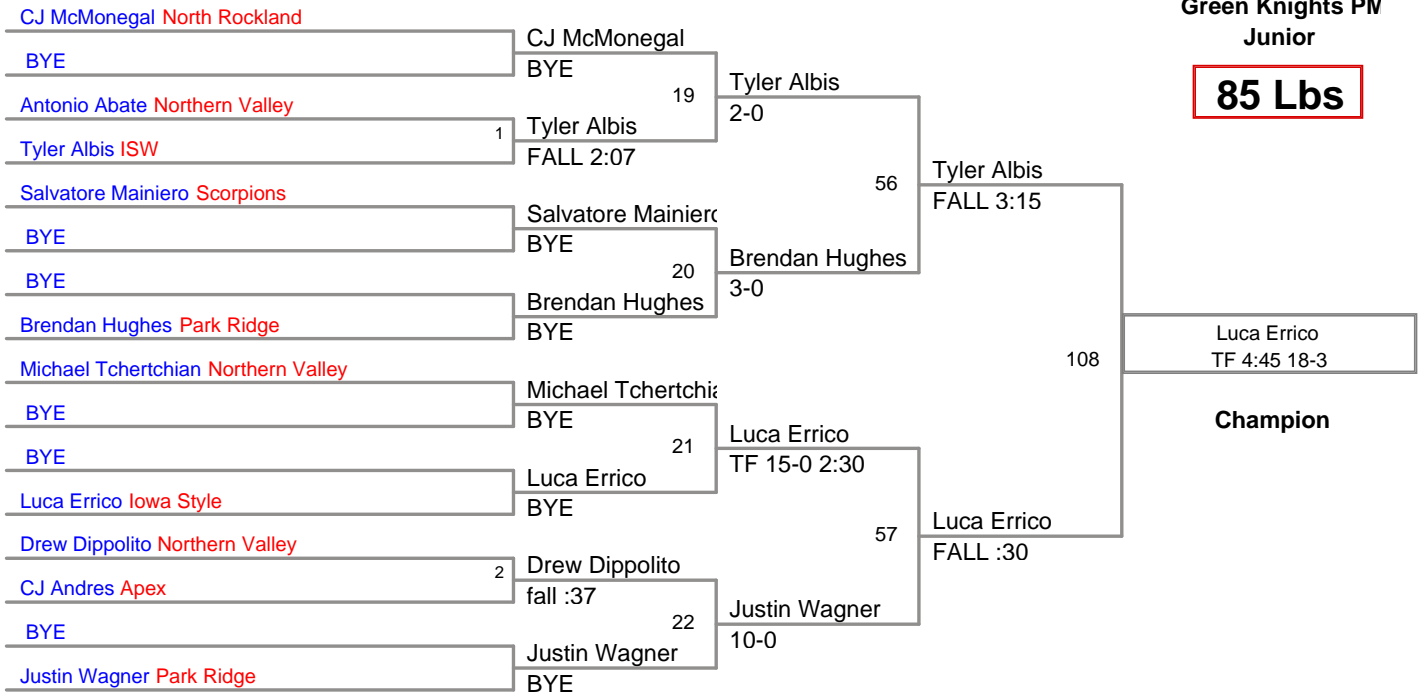 Green Knights PM
Junior
85 Lbs
CJ McMonegal North Rockland
BYE
Antonio Abate Northern Valley
1
Tyler Albis ISW
Salvatore Mainiero Scorpions
BYE
BYE
Brendan Hughes Park Ridge
Michael Tchertchian Northern Valley
BYE
BYE
Luca Errico Iowa Style
Drew Dippolito Northern Valley
2
CJ Andres Apex
BYE
Justin Wagner Park Ridge
CJ McMonegal
BYE
19
Tyler Albis
FALL 2:07
Salvatore Mainiero
BYE
20
Brendan Hughes
BYE
Michael Tchertchia
BYE
21
Luca Errico
BYE
Drew Dippolito
fall :37
22
Justin Wagner
BYE
Tyler Albis
2-0
56
Brendan Hughes
3-0
Luca Errico
TF 15-0 2:30
57
Justin Wagner
10-0
Tyler Albis
FALL 3:15
108
Luca Errico
FALL :30
Luca Errico
TF 4:45 18-3
Champion